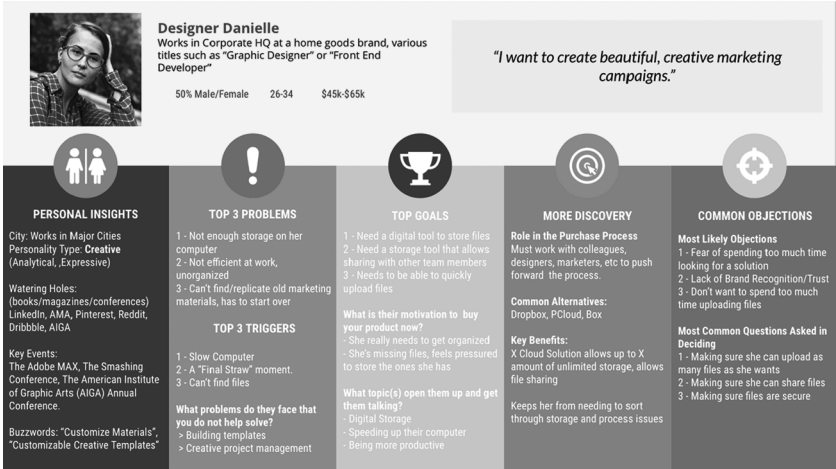 Designer Danielle
Works in Corporate HQ at a home goods brand, various
titles such as “Graphic Designer” or “Front End
Developer”
50% Male/Female 26-34 $45k-$65k
“I want to create beautiful, creative marketing
campaigns.”
PERSONAL INSIGHTS
City: Works in Major Cities
Personality Type: Creative
(Analytical, ,Expressive)
Watering Holes:
(books/magazines/conferences)
LinkedIn, AMA, Pinterest, Reddit,
Dribbble, AIGA
Key Events:
The Adobe MAX, The Smashing
Conference, The American Institute
of Graphic Arts (AIGA) Annual
Conference.
Buzzwords: “Customize Materials”,
“Customizable Creative Templates”
TOP 3 PROBLEMS
1 - Not enough storage on her
computer
2 - Not efficient at work,
unorganized
3 - Can’t find/replicate old marketing
materials, has to start over
TOP 3 TRIGGERS
1 - Slow Computer
2 - A “Final Straw” moment.
3 - Can’t find files
What problems do they face that
you do not help solve?
> Building templates
> Creative project management
TOP GOALS
1 - Need a digital tool to store files
2 - Need a storage tool that allows
sharing with other team members
3 - Needs to be able to quickly
upload files
What is their motivation to buy
your product now?
- She really needs to get organized
- She’s missing files, feels pressured
to store the ones she has
What topic(s) open them up and get
them talking?
- Digital Storage
- Speeding up their computer
- Being more productive
MORE DISCOVERY
Role in the Purchase Process
Must work with colleagues,
designers, marketers, etc to push
forward the process.
Common Alternatives:
Dropbox, PCloud, Box
Key Benefits:
X Cloud Solution allows up to X
amount of unlimited storage, allows
file sharing
Keeps her from needing to sort
through storage and process issues
COMMON OBJECTIONS
Most Likely Objections
1 - Fear of spending too much time
looking for a solution
2 - Lack of Brand Recognition/Trust
3 - Don’t want to spend too much
time uploading files
Most Common Questions Asked in
Deciding
1 - Making sure she can upload as
many files as she wants
2 - Making sure she can share files
3 - Making sure files are secure